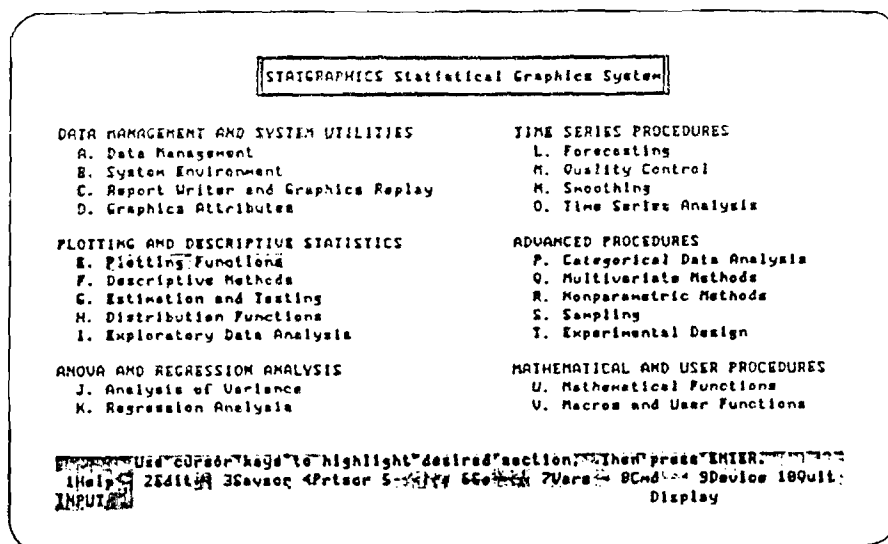 STATGRAPHICS Statistical Graphics System
DATA MANAGEMENT AND SYSTEM UTILITIES
A. Data Management
B. System Environment
C. Report Writer and Graphics Replay
D. Graphics Attributes
PLOTTING AND DESCRIPTIVE STATISTICS
E. Plotting Functions
F. Descriptive Methods
G. Estimation and Testing
H. Distribution Functions
I. Exploratory Data Analysis
ANOVA AND REGRESSION ANALYSIS
J. Analysis of Variance
K. Regression Analysis
TIME SERIES PROCEDURES
L. Forecasting
M. Quality Control
N. Smoothing
O. Time Series Analysis
ADVANCED PROCEDURES
P. Categorical Data Analysis
Q. Multivariate Methods
R. Nonparametric Methods
S. Sampling
T. Experimental Design
MATHEMATICAL AND USER PROCEDURES
U. Mathematical Functions
V. Macros and User Functions
Use cursor keys to highlight desired section. Then press ENTER.
1Help 2Edit 3Savscr 4Prtscr 7Vars 8Cmd 9Device 10Quit
INPUT Display